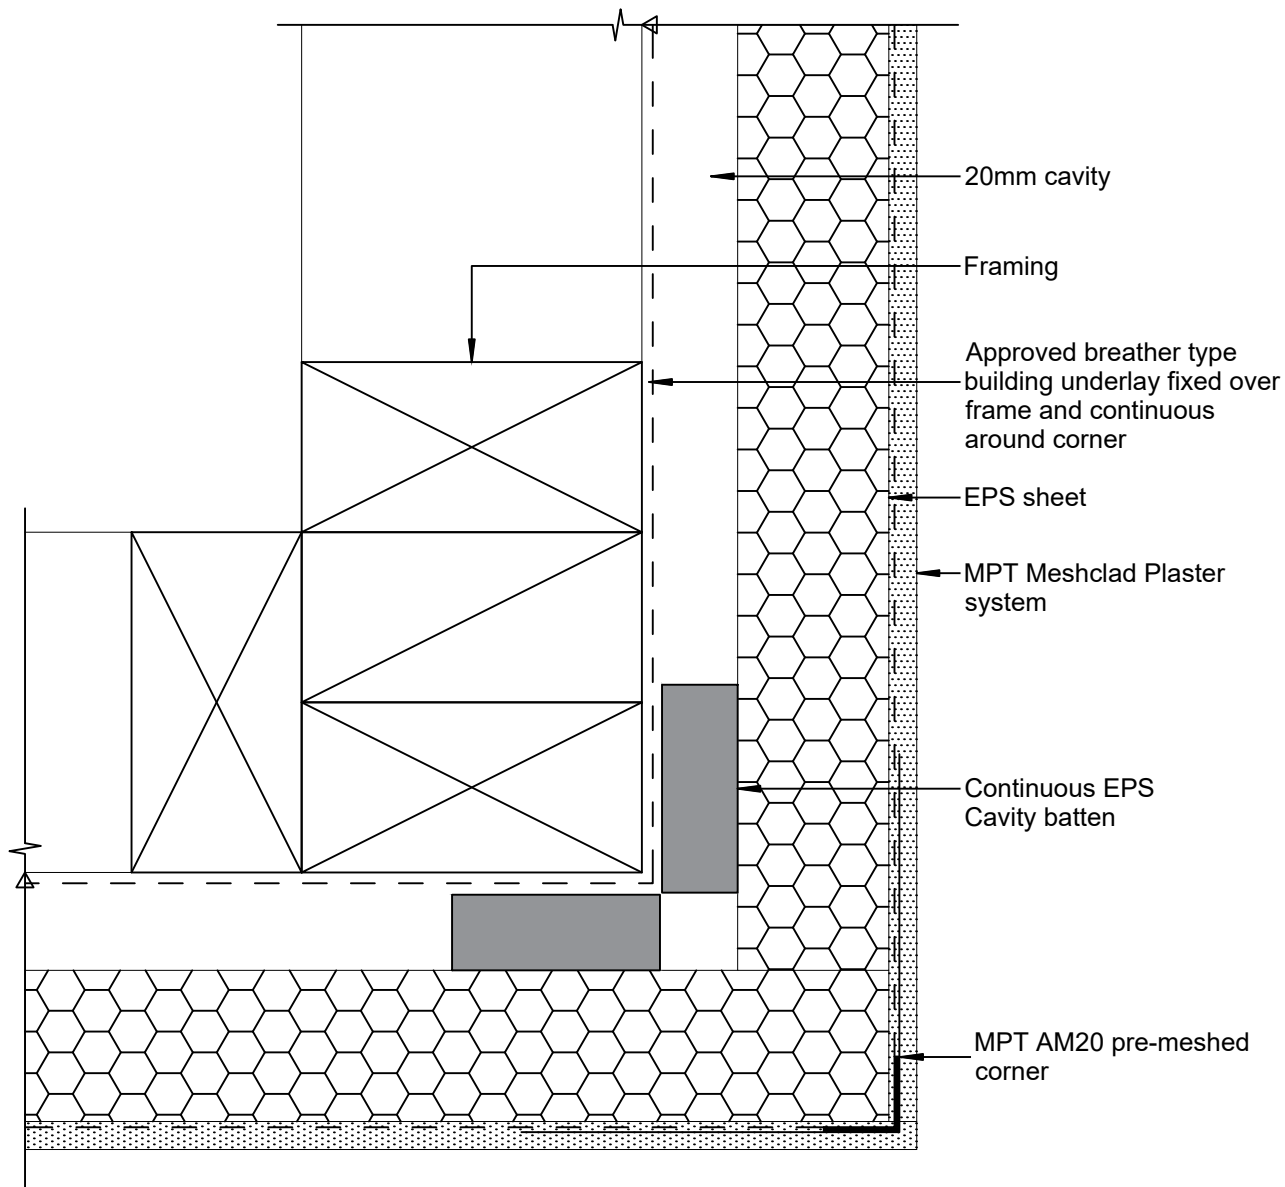 20mm cavity
Framing
Approved breather type
building underlay fixed over
frame and continuous
around corner
EPS sheet
MPT Meshclad Plaster
system
Continuous EPS
Cavity batten
MPT AM20 pre-meshed
corner